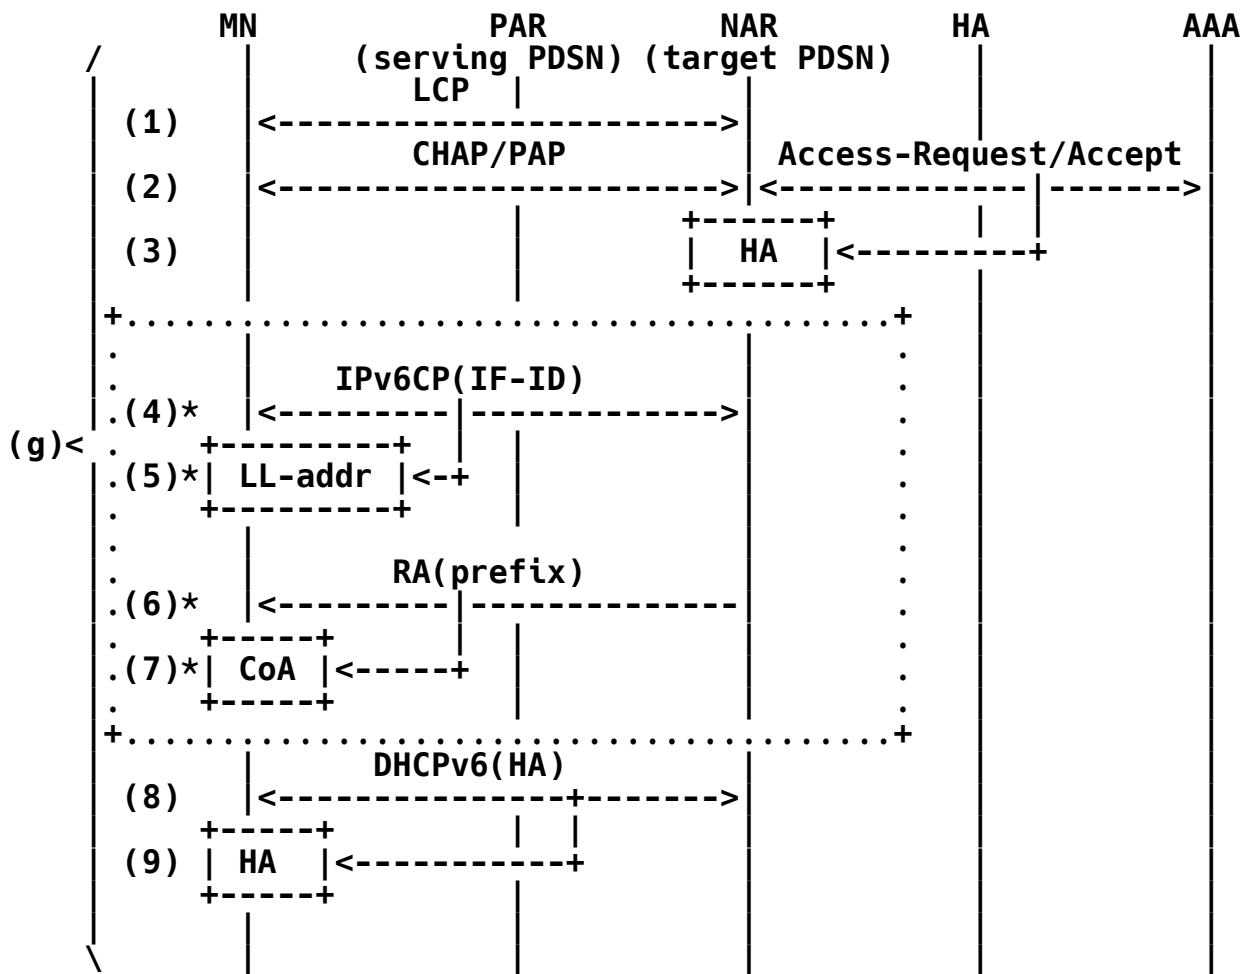 MN PAR NAR HA AAA
(serving PDSN) (target PDSN)
LCP
(1)
CHAP/PAP Access-Request/Accept
(2)
(3) HA
IPv6CP(IF-ID)
(4)*
(g)
(5)* LL-addr
RA(prefix)
(6)*
(7)* CoA
DHCPv6(HA)
(8)
(9) HA